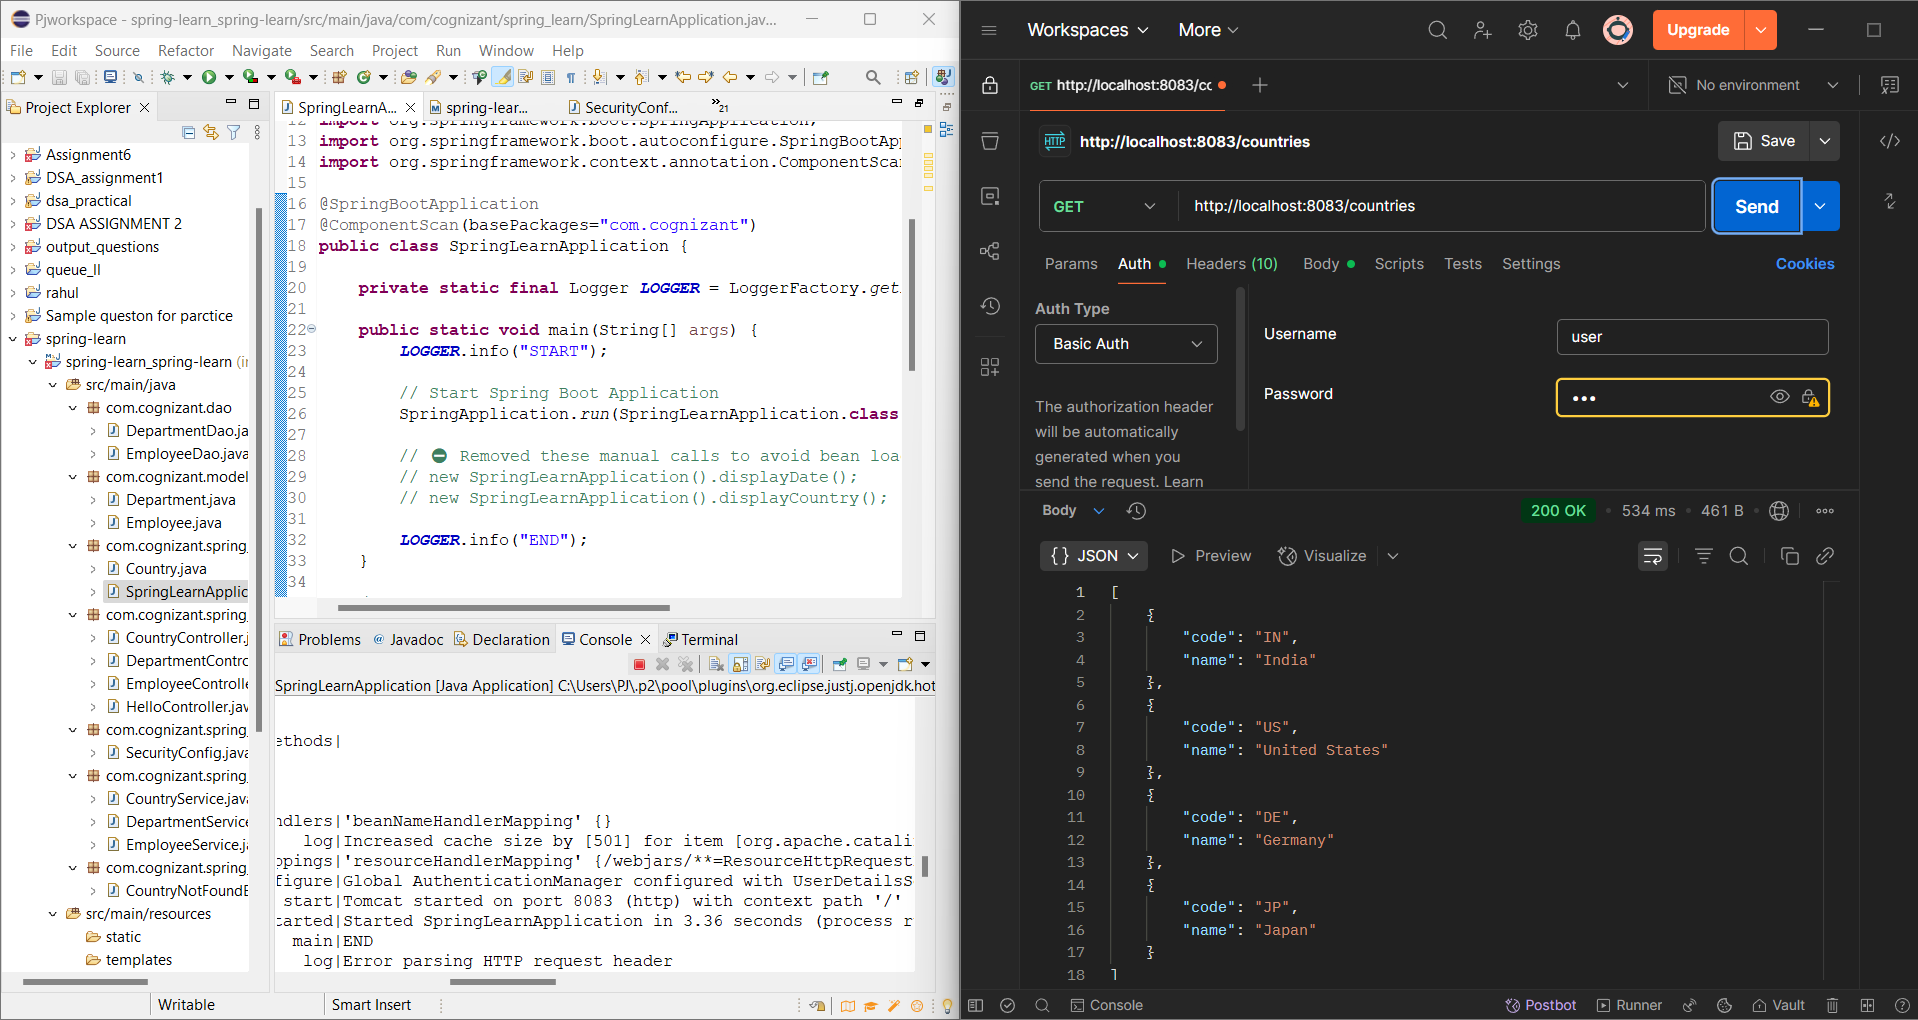 Pjworkspace - spring-learn_spring-learn/src/main/java/com/cognizant/spring_learn/SpringLearnApplication.java/...
File Edit Source Refactor Navigate Search Project Run Window Help
Project Explorer
Assignment6
DSA_assignment1
dsa_practical
DSA ASSIGNMENT 2
output_questions
queue_ll
rahul
Sample queston for parctice
spring-learn
spring-learn_spring-learn (ir
src/main/java
com.cognizant.dao
DepartmentDao.ja
EmployeeDao.java
com.cognizant.model
Department.java
Employee.java
com.cognizant.spring_
Country.java
SpringLearnApplic
com.cognizant.spring_
CountryController.j
DepartmentContrc
EmployeeControlle
HelloController.jav
com.cognizant.spring_
SecurityConfig.java
com.cognizant.spring_
CountryService.java
DepartmentService
EmployeeService.ja
com.cognizant.spring_
CountryNotFoundE
src/main/resources
static
templates
SpringLearnA... spring-lear... SecurityConf... »21
12 import org.springframework.boot.SpringApplication;
13 import org.springframework.boot.autoconfigure.SpringBootApp
14 import org.springframework.context.annotation.ComponentScan
15
16 @SpringBootApplication
17 @ComponentScan(basePackages="com.cognizant")
18 public class SpringLearnApplication {
19
20 private static final Logger LOGGER = LoggerFactory.get
21
22 public static void main(String[] args) {
23 LOGGER.info("START");
24
25 // Start Spring Boot Application
26 SpringApplication.run(SpringLearnApplication.class
27
28 // ⛔ Removed these manual calls to avoid bean loa
29 // new SpringLearnApplication().displayDate();
30 // new SpringLearnApplication().displayCountry();
31
32 LOGGER.info("END");
33 }
34
Problems Javadoc Declaration Console Terminal
SpringLearnApplication [Java Application] C:\Users\PJ\.p2\pool\plugins\org.eclipse.justj.openjdk.hot
ethods|
ndlers|'beanNameHandlerMapping' {}
log|Increased cache size by [501] for item [org.apache.catali
ppings|'resourceHandlerMapping' {/webjars/**=ResourceHttpRequest
figure|Global AuthenticationManager configured with UserDetailsS
start|Tomcat started on port 8083 (http) with context path '/'
tarted|Started SpringLearnApplication in 3.36 seconds (process r
main|END
log|Error parsing HTTP request header
Writable Smart Insert
Workspaces More Upgrade
GET http://localhost:8083/cc No environment
HTTP http://localhost:8083/countries Save
GET http://localhost:8083/countries Send
Params Auth Headers (10) Body Scripts Tests Settings Cookies
Auth Type
Basic Auth
The authorization header
will be automatically
generated when you
send the request. Learn
Username user
Password •••
Body 200 OK 534 ms 461 B
{} JSON Preview Visualize
1 [
2 {
3 "code": "IN",
4 "name": "India"
5 },
6 {
7 "code": "US",
8 "name": "United States"
9 },
10 {
11 "code": "DE",
12 "name": "Germany"
13 },
14 {
15 "code": "JP",
16 "name": "Japan"
17 }
18 ]
Console Postbot Runner Vault